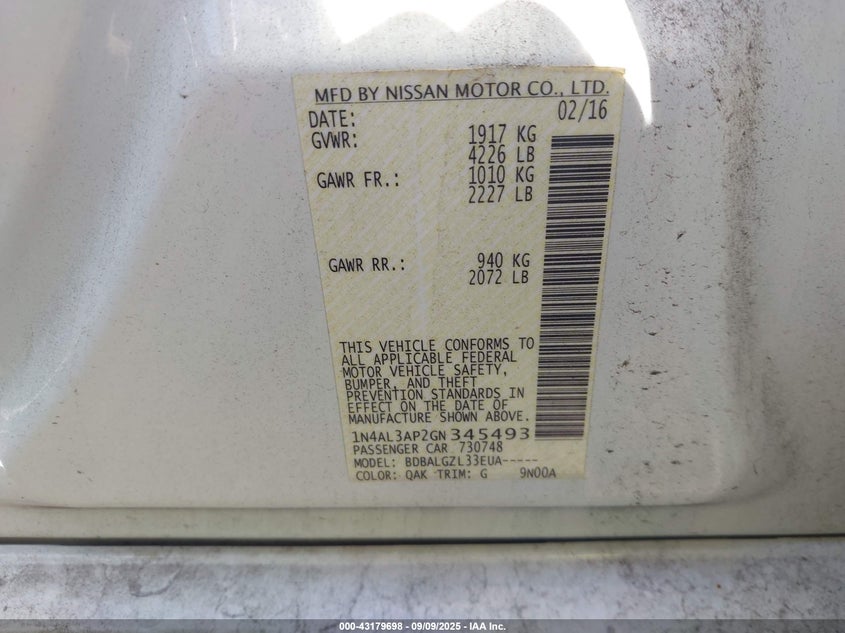 MFD BY NISSAN MOTOR CO., LTD.
DATE: 02/16
GVWR: 1917 KG
4226 LB
GAWR FR.: 1010 KG
2227 LB
GAWR RR.: 940 KG
2072 LB
THIS VEHICLE CONFORMS TO
ALL APPLICABLE FEDERAL
MOTOR VEHICLE SAFETY,
BUMPER, AND THEFT
PREVENTION STANDARDS IN
EFFECT ON THE DATE OF
MANUFACTURE SHOWN ABOVE.
1N4AL3AP2GN345493
PASSENGER CAR 730748
MODEL: BDBALGZL33EUA-----
COLOR: QAK TRIM: G 9N00A
000-43179698 - 09/09/2025 - IAA Inc.